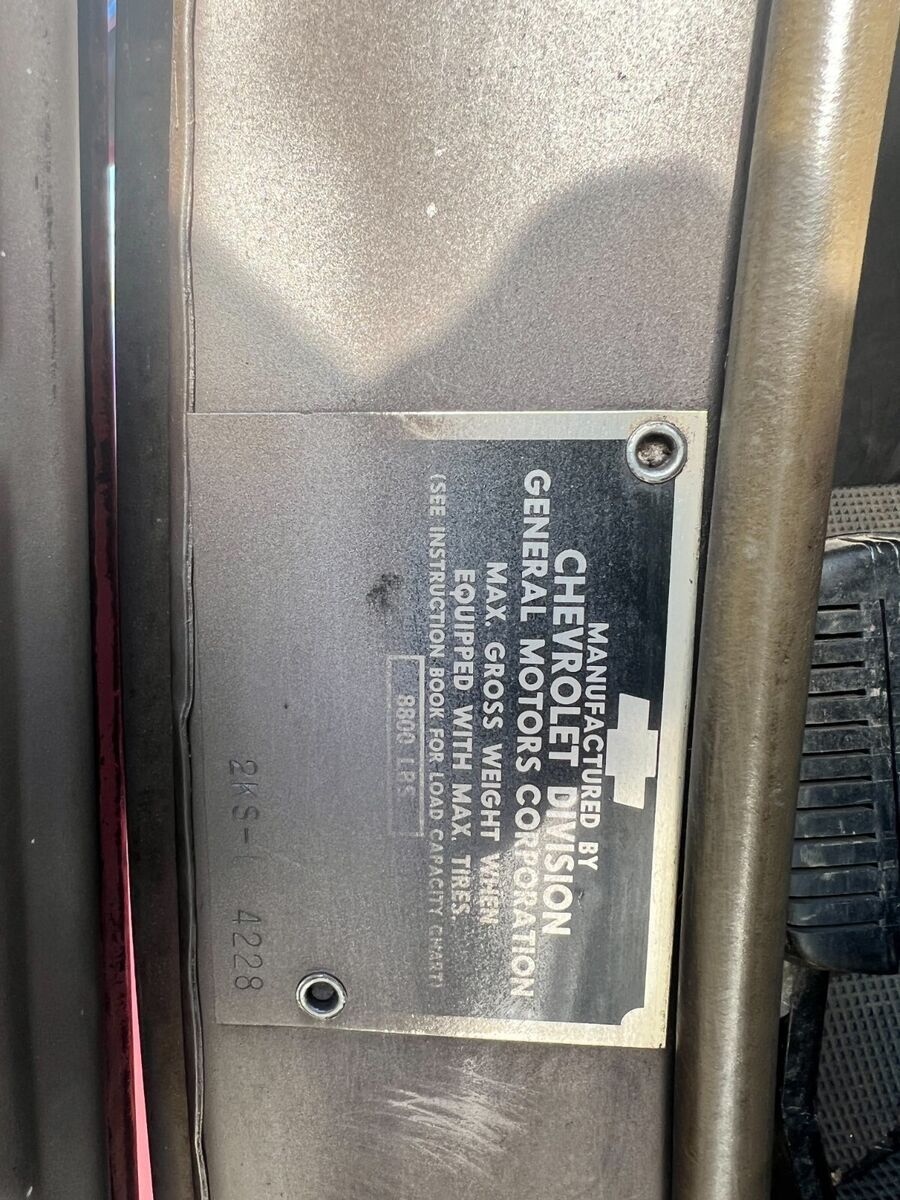 MANUFACTURED BY
CHEVROLET DIVISION
GENERAL MOTORS CORPORATION
MAX. GROSS WEIGHT WHEN
EQUIPPED WITH MAX. TIRES.
(SEE INSTRUCTION BOOK FOR LOAD CAPACITY CHART)
8800 LBS
2KS- 4228